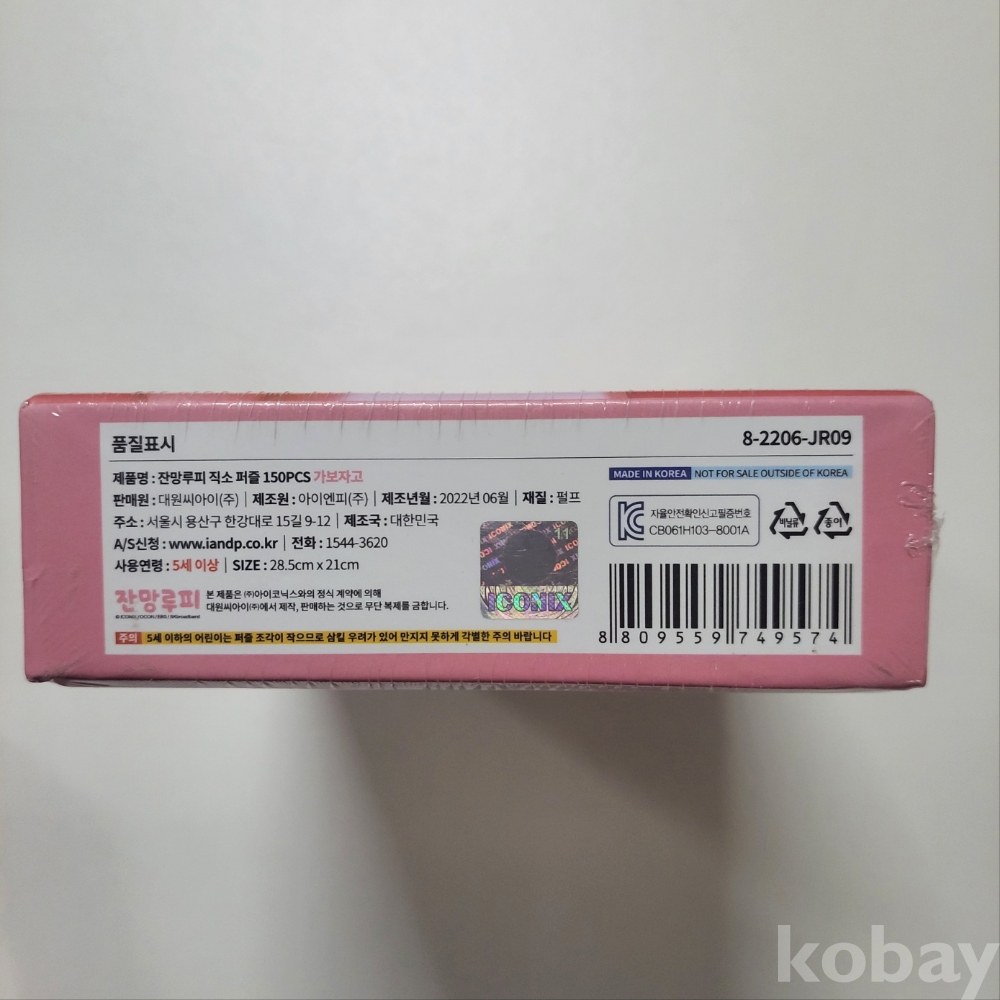 품질표시
8-2206-JR09
제품명 : 잔망루피 직소 퍼즐 150PCS 가보자고
판매원 : 대원씨아이(주) | 제조원 : 아이엔피(주) | 제조년월 : 2022년 06월 | 재질 : 펄프
주소 : 서울시 용산구 한강대로 15길 9-12 | 제조국 : 대한민국
A/S신청 : www.iandp.co.kr | 전화 : 1544-3620
사용연령 : 5세 이상 | SIZE : 28.5cm x 21cm
잔망루피
본 제품은 ㈜아이코닉스와의 정식 계약에 의해
대원씨아이㈜에서 제작, 판매하는 것으로 무단 복제를 금합니다.
주의 5세 이하의 어린이는 퍼즐 조각이 작으므로 삼킬 우려가 있어 만지지 못하게 각별한 주의 바랍니다
11
ICONIX
MADE IN KOREA NOT FOR SALE OUTSIDE OF KOREA
자율안전확인신고필증번호
CB061H103-8001A
비닐류
종이
8 809559 749574
kobay